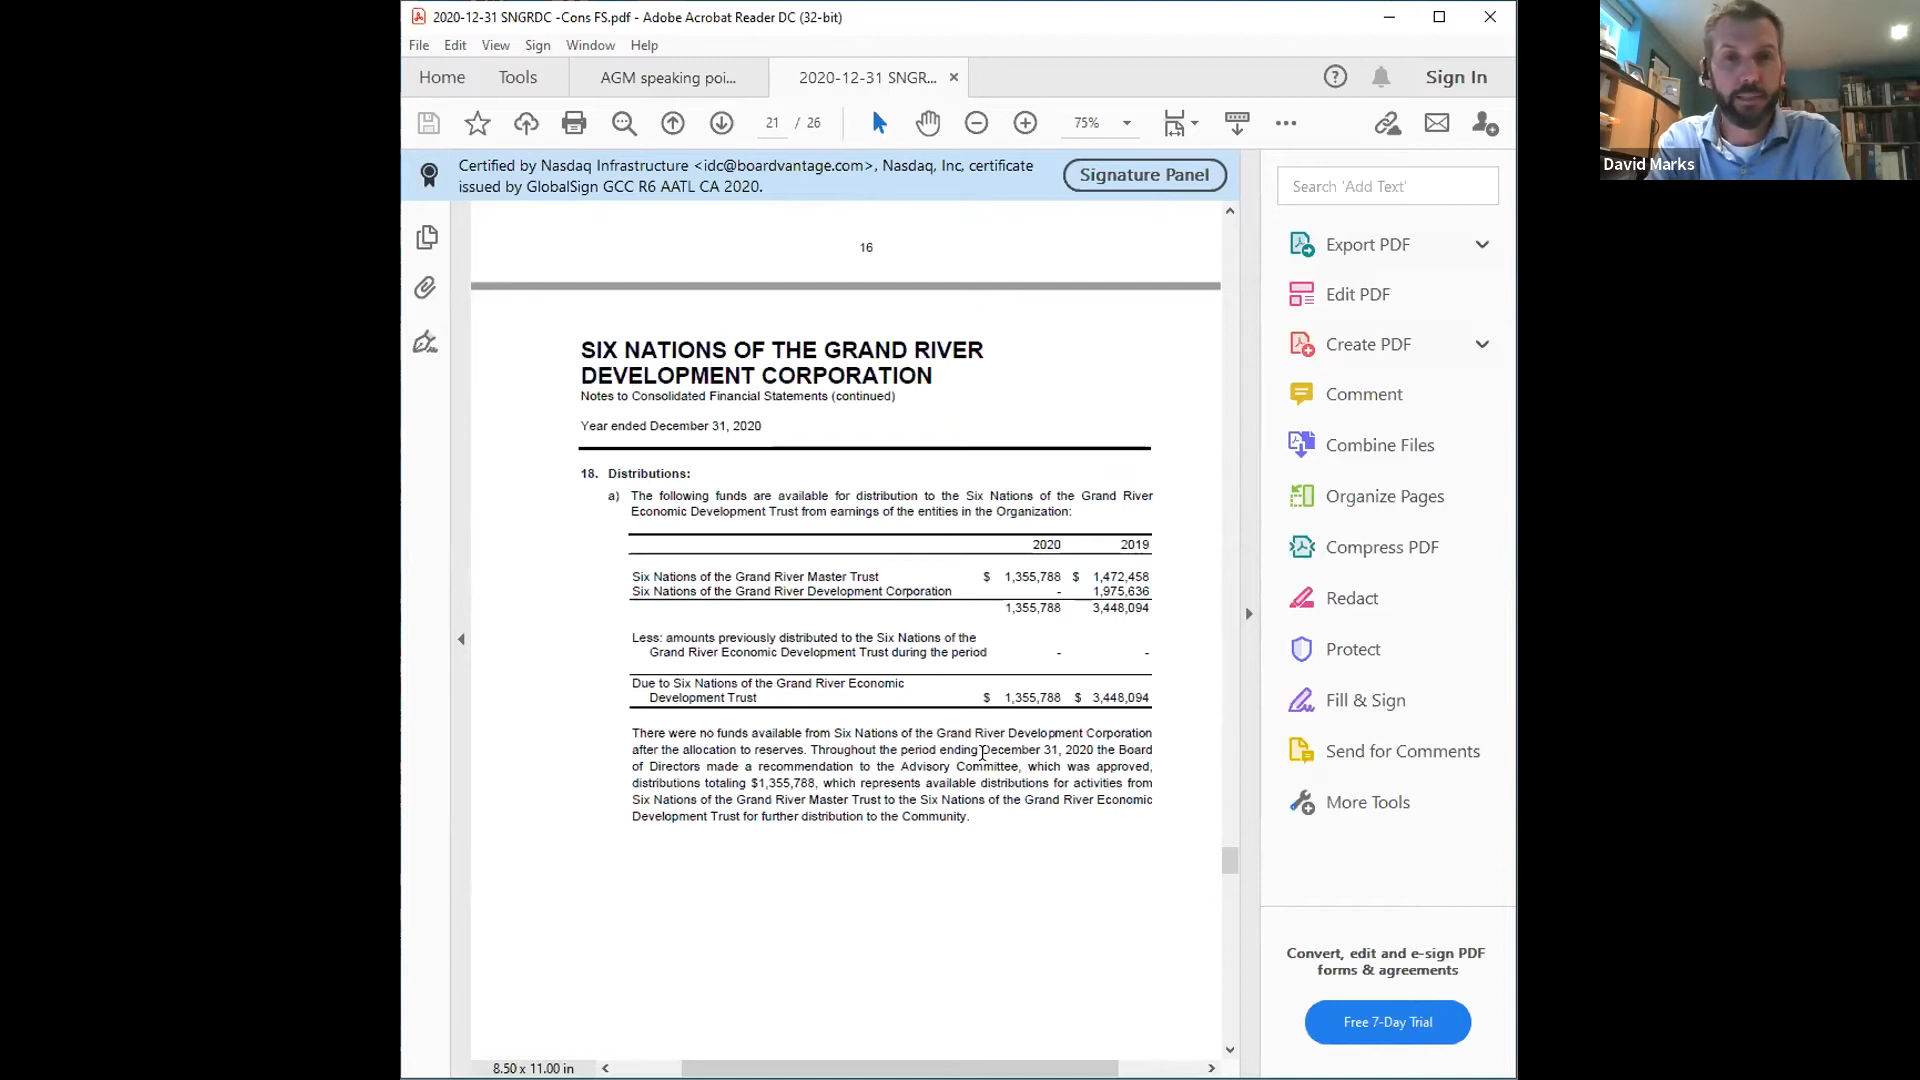 2020-12-31 SNGRDC -Cons FS.pdf - Adobe Acrobat Reader DC (32-bit)
File Edit View Sign Window Help
Home Tools AGM speaking poi... 2020-12-31 SNGR... Sign In
21 / 26 75%
Certified by Nasdaq Infrastructure <idc@boardvantage.com>, Nasdaq, Inc, certificate
issued by GlobalSign GCC R6 AATL CA 2020.
Signature Panel
16
SIX NATIONS OF THE GRAND RIVER
DEVELOPMENT CORPORATION
Notes to Consolidated Financial Statements (continued)
Year ended December 31, 2020
18. Distributions:
a) The following funds are available for distribution to the Six Nations of the Grand River
Economic Development Trust from earnings of the entities in the Organization:
2020 2019
Six Nations of the Grand River Master Trust $ 1,355,788 $ 1,472,458
Six Nations of the Grand River Development Corporation - 1,975,636
1,355,788 3,448,094
Less: amounts previously distributed to the Six Nations of the
Grand River Economic Development Trust during the period - -
Due to Six Nations of the Grand River Economic
Development Trust $ 1,355,788 $ 3,448,094
There were no funds available from Six Nations of the Grand River Development Corporation
after the allocation to reserves. Throughout the period ending December 31, 2020 the Board
of Directors made a recommendation to the Advisory Committee, which was approved,
distributions totaling $1,355,788, which represents available distributions for activities from
Six Nations of the Grand River Master Trust to the Six Nations of the Grand River Economic
Development Trust for further distribution to the Community.
8.50 x 11.00 in
Search 'Add Text'
Export PDF
Edit PDF
Create PDF
Comment
Combine Files
Organize Pages
Compress PDF
Redact
Protect
Fill & Sign
Send for Comments
More Tools
Convert, edit and e-sign PDF
forms & agreements
Free 7-Day Trial
David Marks